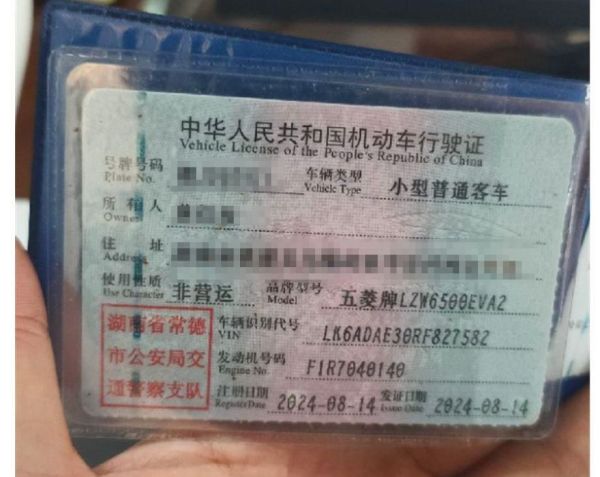 中华人民共和国机动车行驶证
Vehicle License of the People's Republic of China
号牌号码 车辆类型 小型普通客车
Plate No. Vehicle Type
所有人
Owner
住址
Address
使用性质 非营运 品牌型号 五菱牌LZW6500EVA2
Use Character Model
湖南省常德 车辆识别代号 LK6ADAE30RF827582
VIN
市公安局交 发动机号码 F1R7040140
Engine No.
通警察支队 注册日期 2024-08-14 发证日期 2024-08-14
Register Date Issue Date